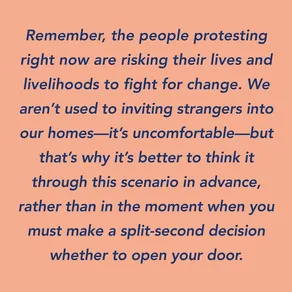 Remember, the people protesting
right now are risking their lives and
livelihoods to fight for change. We
aren’t used to inviting strangers into
our homes—it‘s uncomfortable—but
that’s why it’s better to think it
through this scenario in advance,
rather than in the moment when you
must make a split-second decision
whether to open your door.